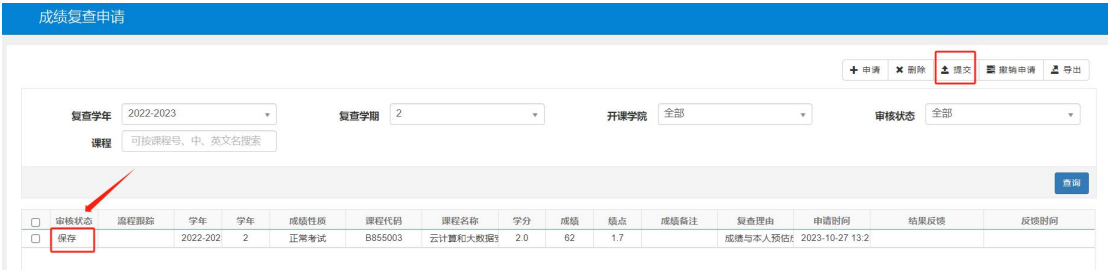 成绩复查申请
申请 删除 提交 撤销申请 导出
复查学年 2022-2023 复查学期 2 开课学院 全部 审核状态 全部
课程 可按课程号、中、英文名搜索
查询
审核状态 流程跟踪 学年 学年 成绩性质 课程代码 课程名称 学分 成绩 绩点 成绩备注 复查理由 申请时间 结果反馈 反馈时间
保存 2022-202 2 正常考试 B855003 云计算和大数据 2.0 62 1.7 成绩与本人预估 2023-10-27 13:2